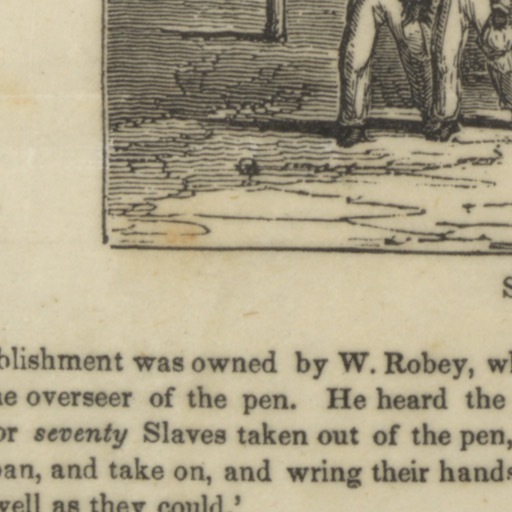 S
blishment was owned by W. Robey, wh
e overseer of the pen. He heard the
or seventy Slaves taken out of the pen,
oan, and take on, and wring their hands
well as they could.'